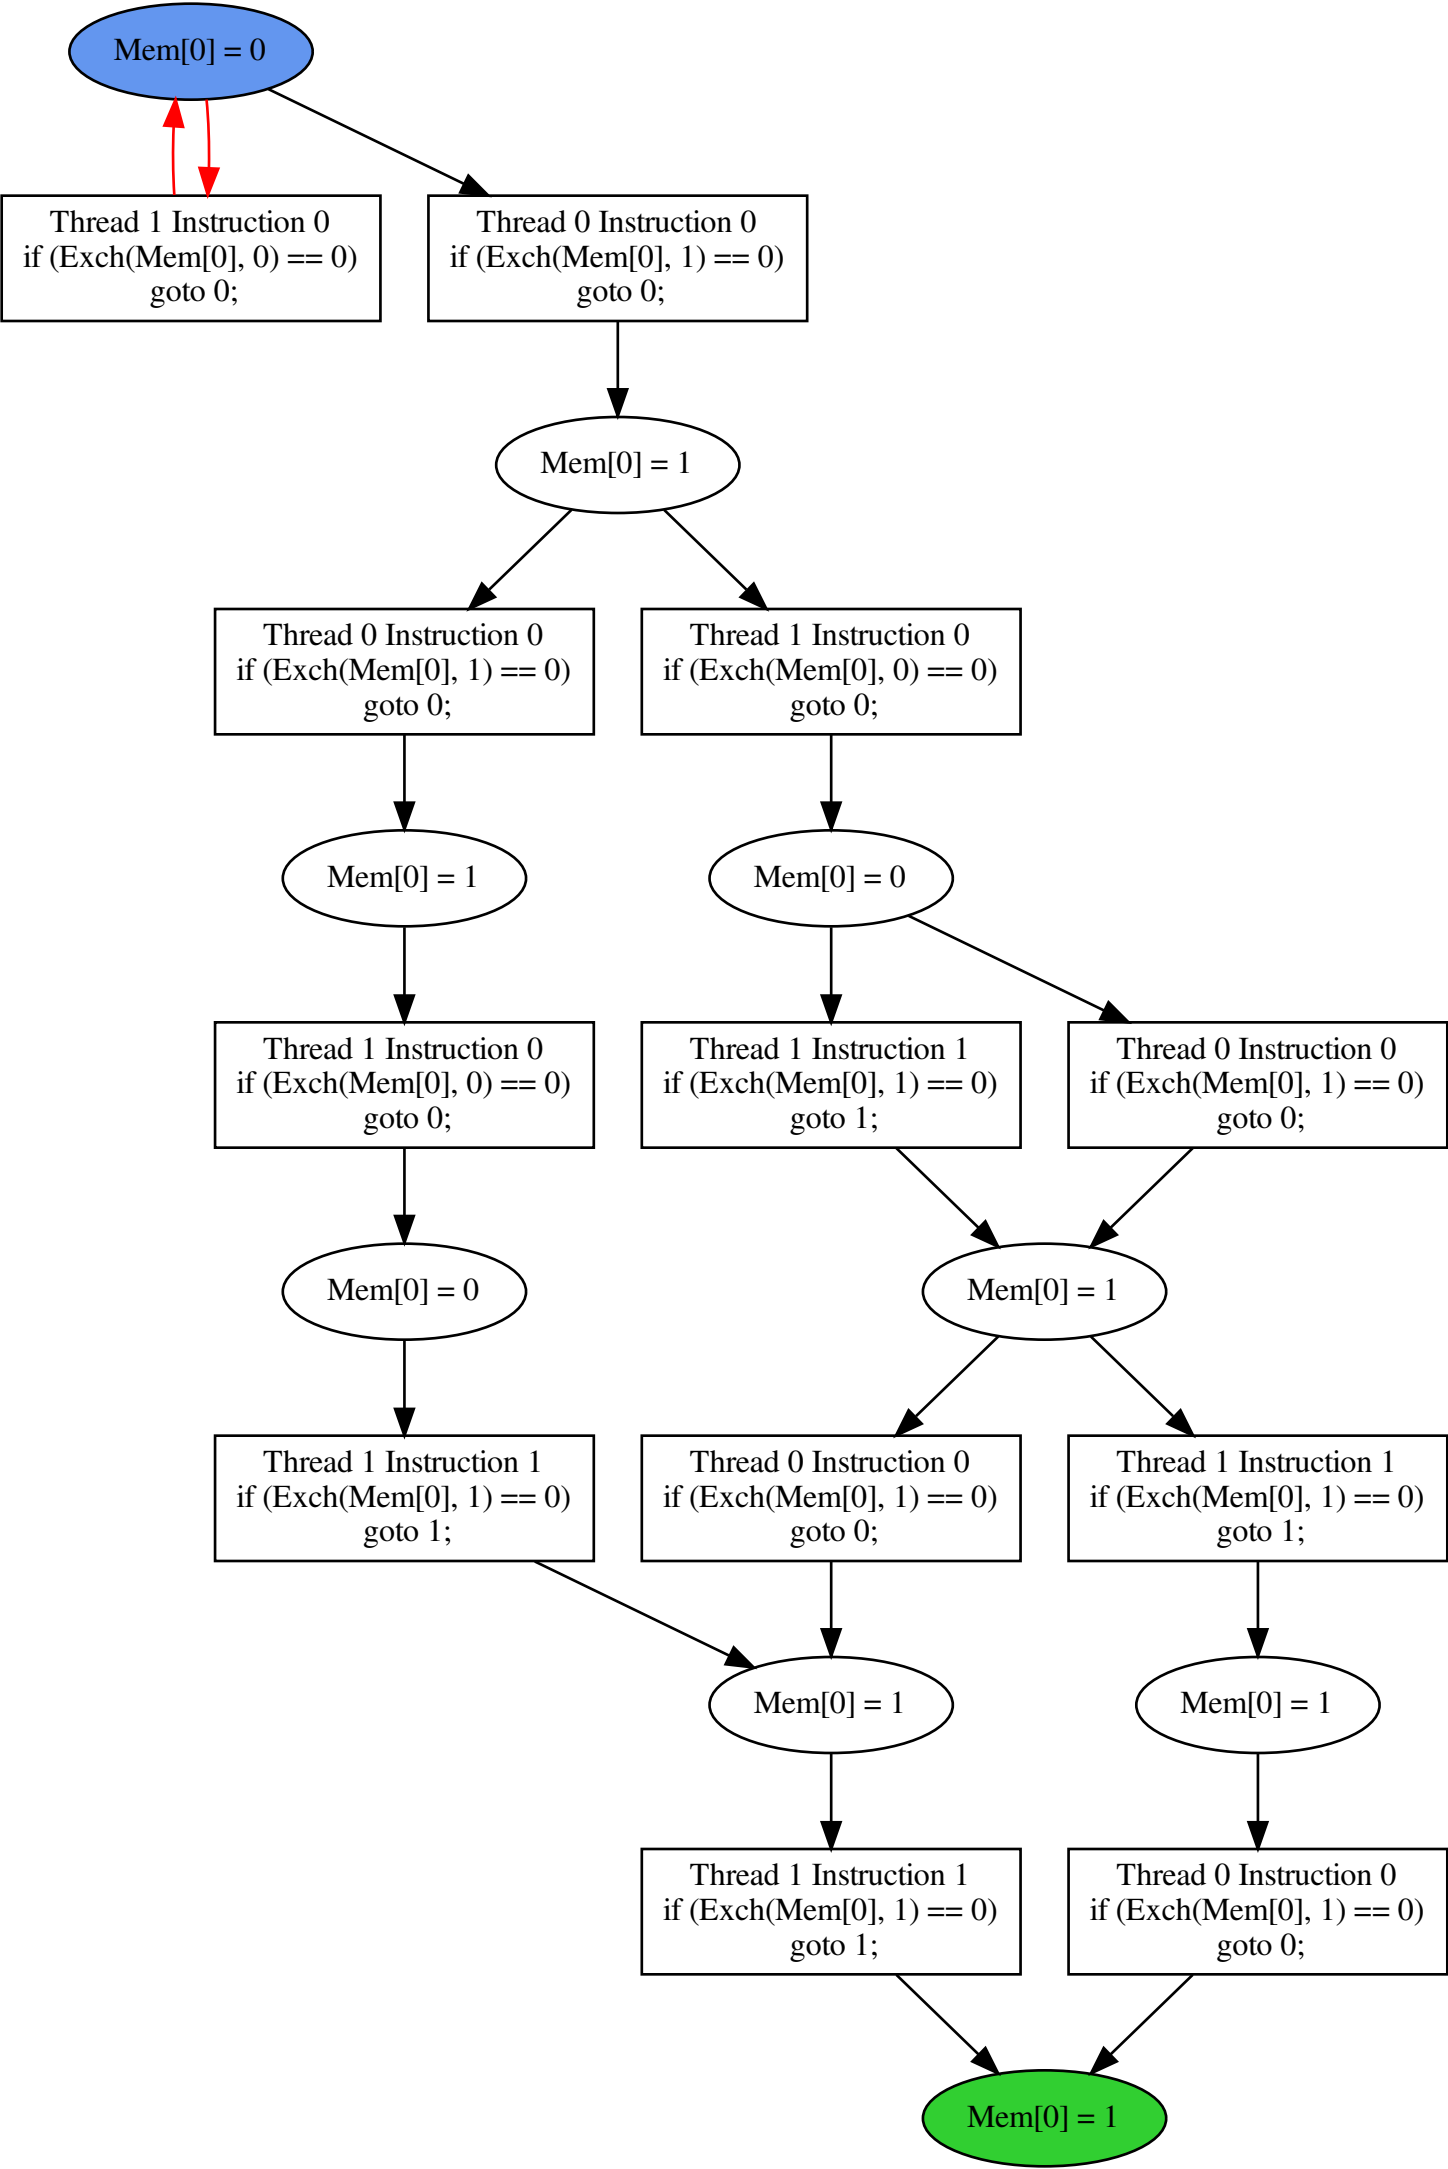 Mem[0] = 0
Thread 1 Instruction 0
if (Exch(Mem[0], 0) == 0)
goto 0;
Thread 0 Instruction 0
if (Exch(Mem[0], 1) == 0)
goto 0;
Mem[0] = 1
Thread 0 Instruction 0
if (Exch(Mem[0], 1) == 0)
goto 0;
Thread 1 Instruction 0
if (Exch(Mem[0], 0) == 0)
goto 0;
Mem[0] = 1
Mem[0] = 0
Thread 1 Instruction 0
if (Exch(Mem[0], 0) == 0)
goto 0;
Thread 1 Instruction 1
if (Exch(Mem[0], 1) == 0)
goto 1;
Thread 0 Instruction 0
if (Exch(Mem[0], 1) == 0)
goto 0;
Mem[0] = 0
Mem[0] = 1
Thread 1 Instruction 1
if (Exch(Mem[0], 1) == 0)
goto 1;
Thread 0 Instruction 0
if (Exch(Mem[0], 1) == 0)
goto 0;
Thread 1 Instruction 1
if (Exch(Mem[0], 1) == 0)
goto 1;
Mem[0] = 1
Mem[0] = 1
Thread 1 Instruction 1
if (Exch(Mem[0], 1) == 0)
goto 1;
Thread 0 Instruction 0
if (Exch(Mem[0], 1) == 0)
goto 0;
Mem[0] = 1